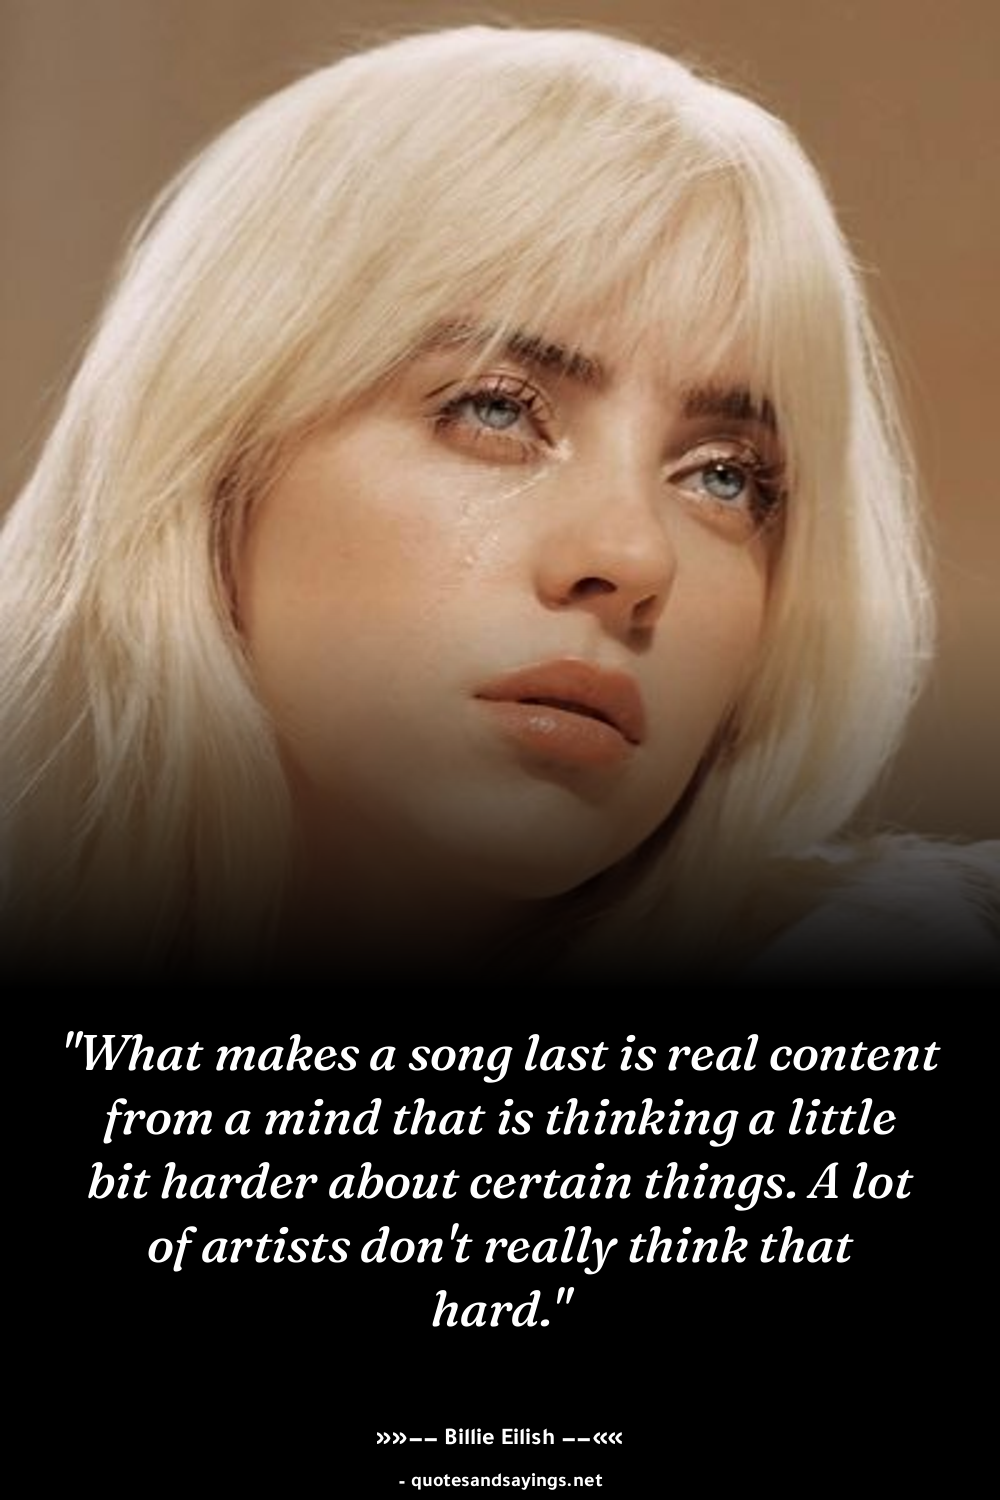 "What makes a song last is real content
from a mind that is thinking a little
bit harder about certain things. A lot
of artists don't really think that
hard."
»»—— Billie Eilish ——««
- quotesandsayings.net